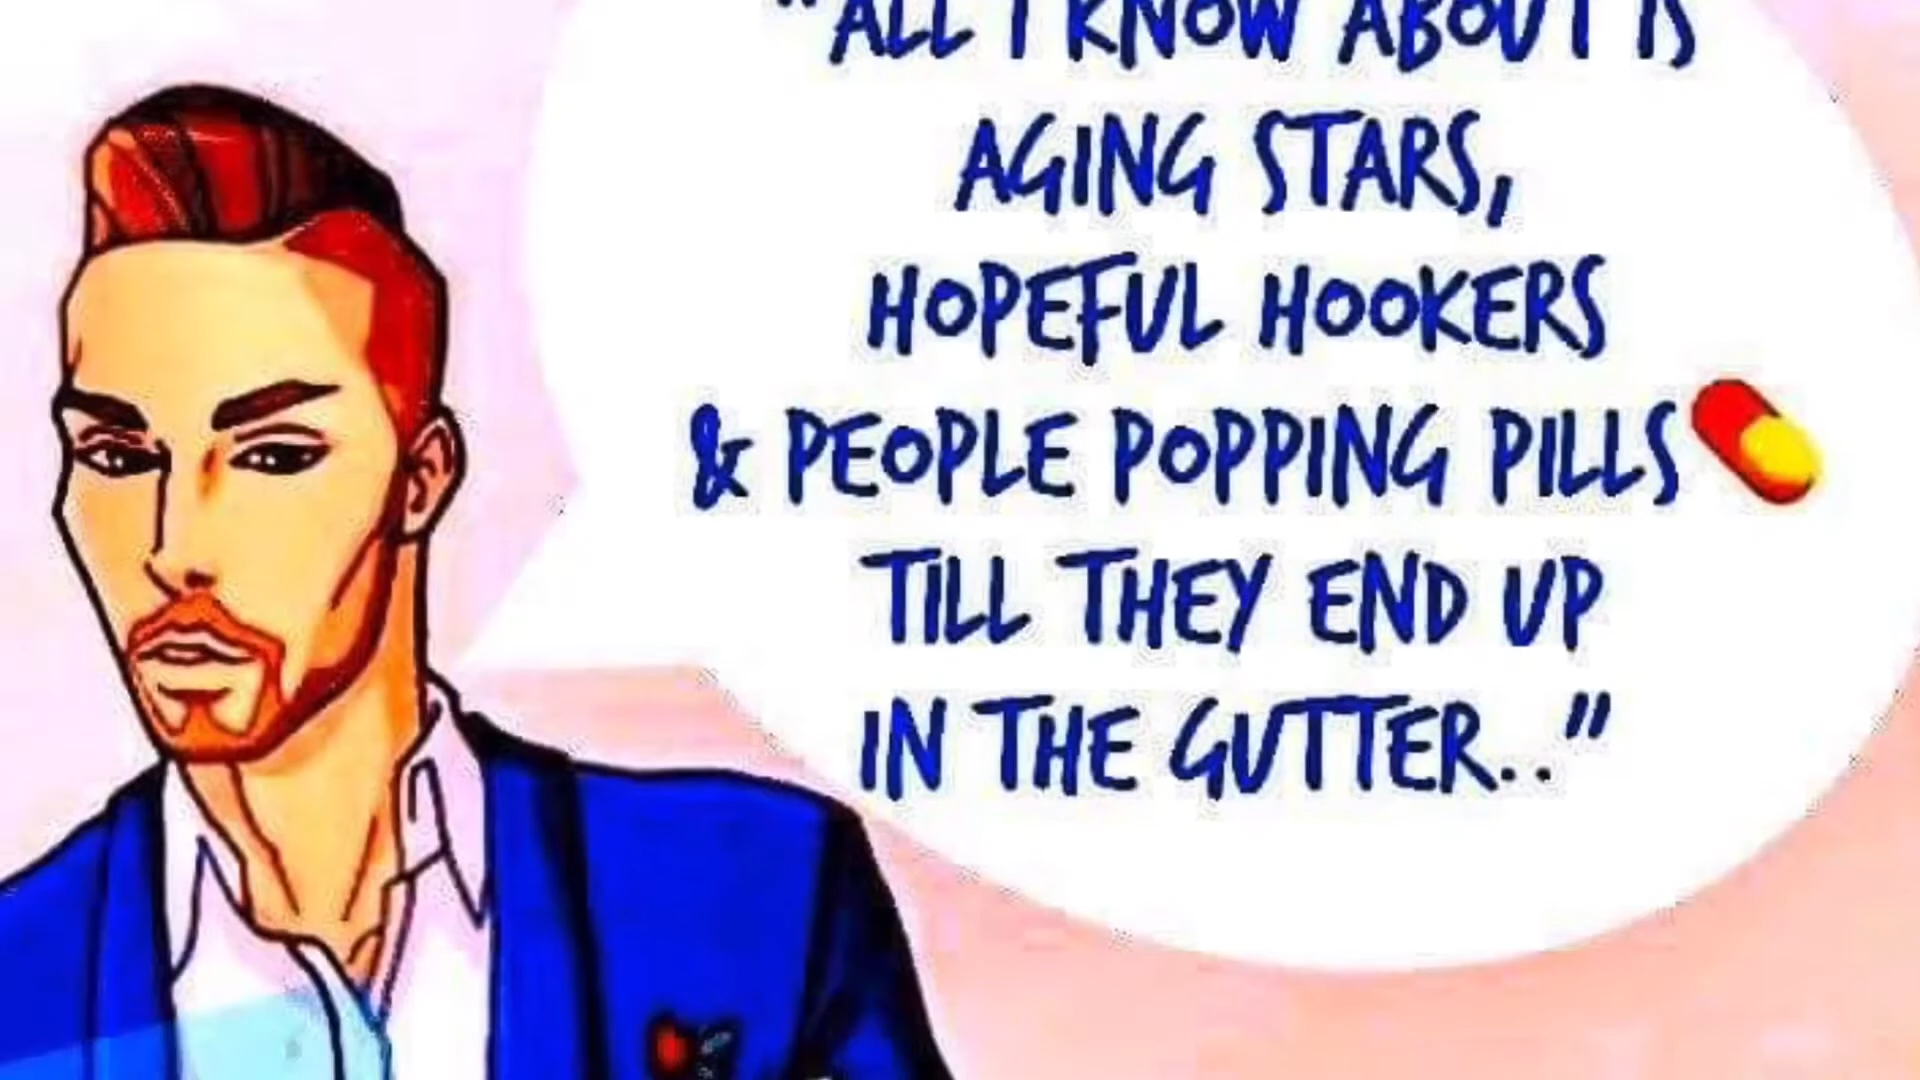 "ALL I KNOW ABOUT IS
AGING STARS,
HOPEFUL HOOKERS
& PEOPLE POPPING PILLS
TILL THEY END UP
IN THE GUTTER.."